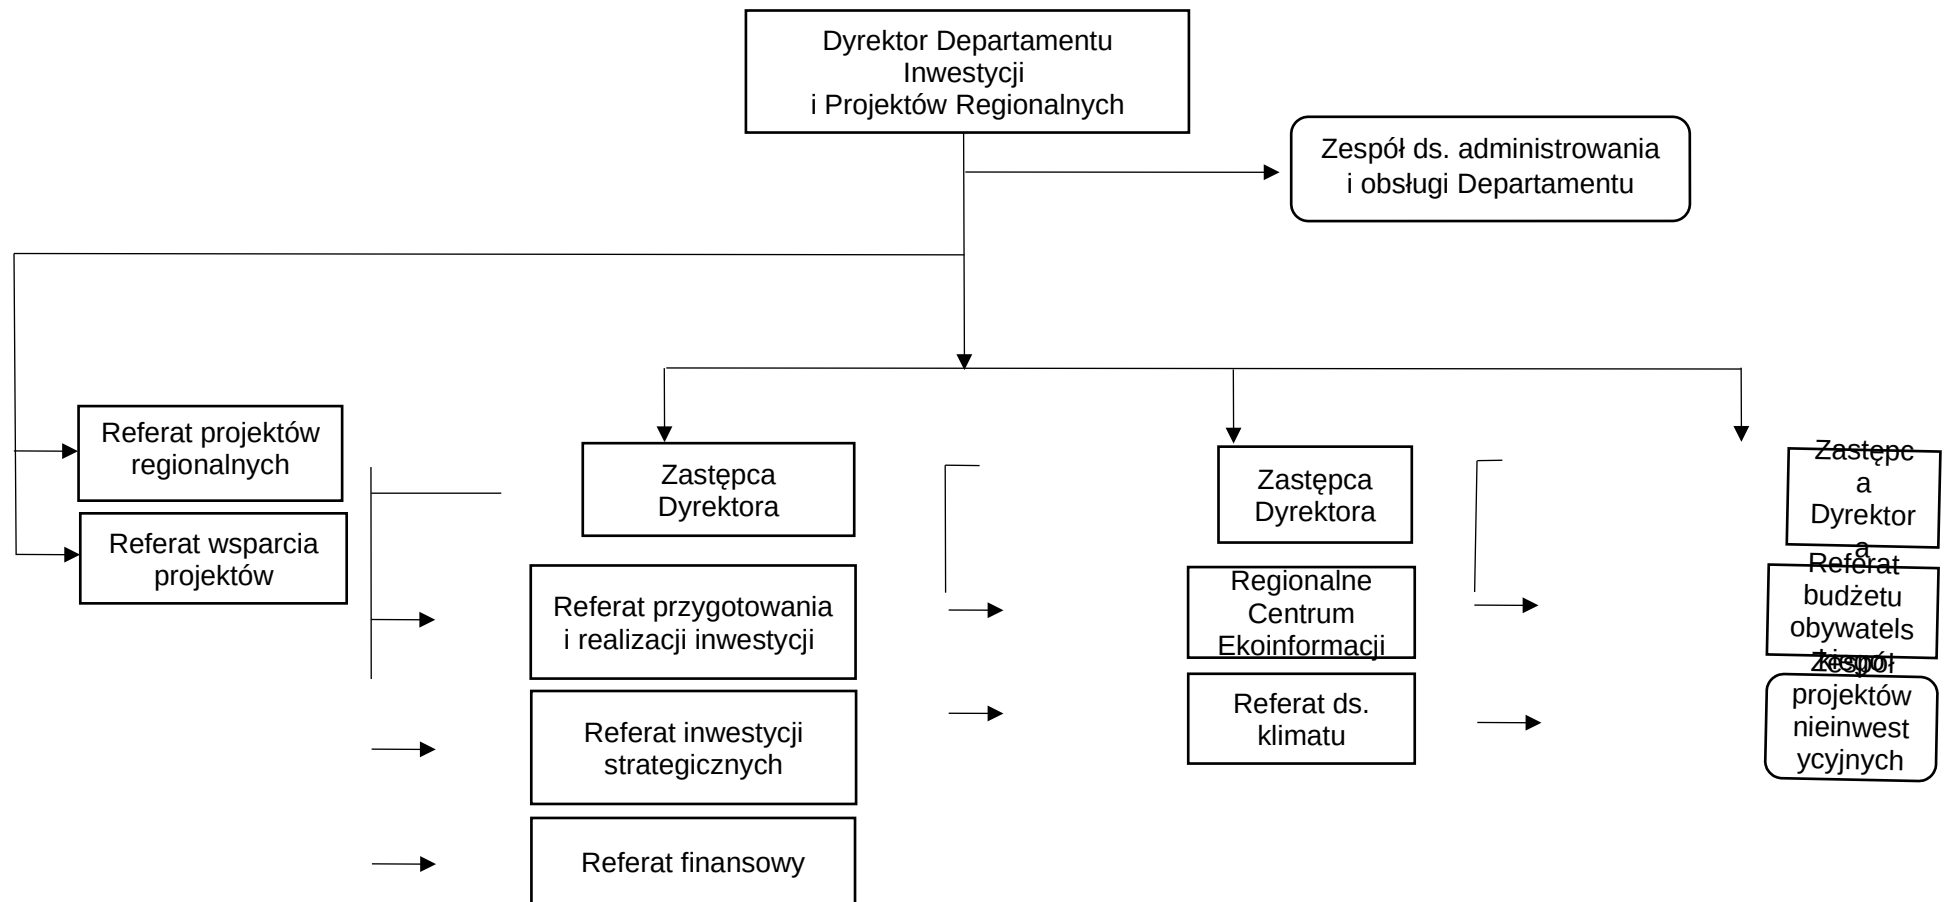 Dyrektor Departamentu
Inwestycji
i Projektów Regionalnych
Zespół ds. administrowania
i obsługi Departamentu
Referat projektów
regionalnych
Referat wsparcia
projektów
Zastępca
Dyrektora
Referat przygotowania
i realizacji inwestycji
Referat inwestycji
strategicznych
Referat finansowy
Zastępca
Dyrektora
Regionalne
Centrum
Ekoinformacji
Referat ds.
klimatu
Zastępc
a
Dyrektor
a
Referat
budżetu
obywatels
kiego
Zespół
projektów
nieinwest
ycyjnych